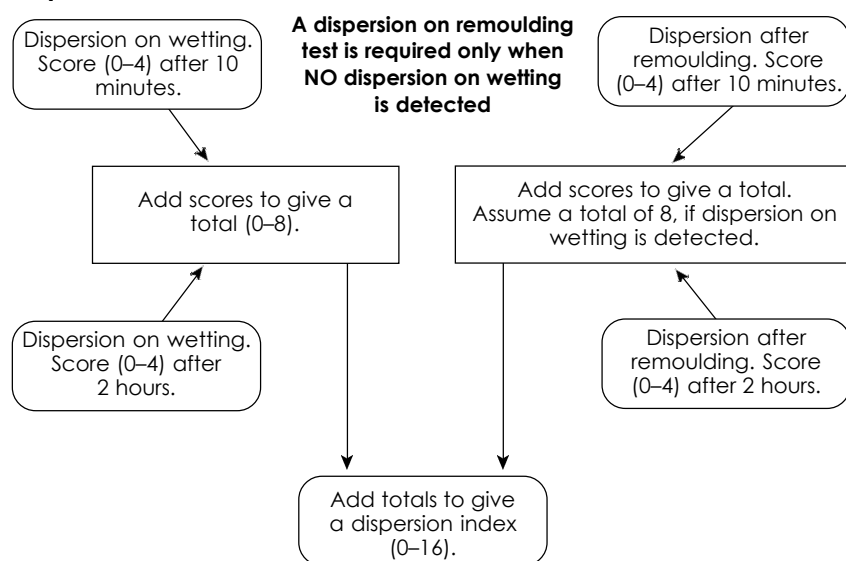 Dispersion on wetting.
Score (0–4) after 10
minutes.
A dispersion on remoulding
test is required only when
NO dispersion on wetting
is detected
Dispersion after
remoulding. Score
(0–4) after 10 minutes.
Add scores to give a
total (0–8).
Add scores to give a total.
Assume a total of 8, if dispersion on
wetting is detected.
Dispersion on wetting.
Score (0–4) after
2 hours.
Dispersion after
remoulding. Score
(0–4) after 2 hours.
Add totals to give
a dispersion index
(0–16).